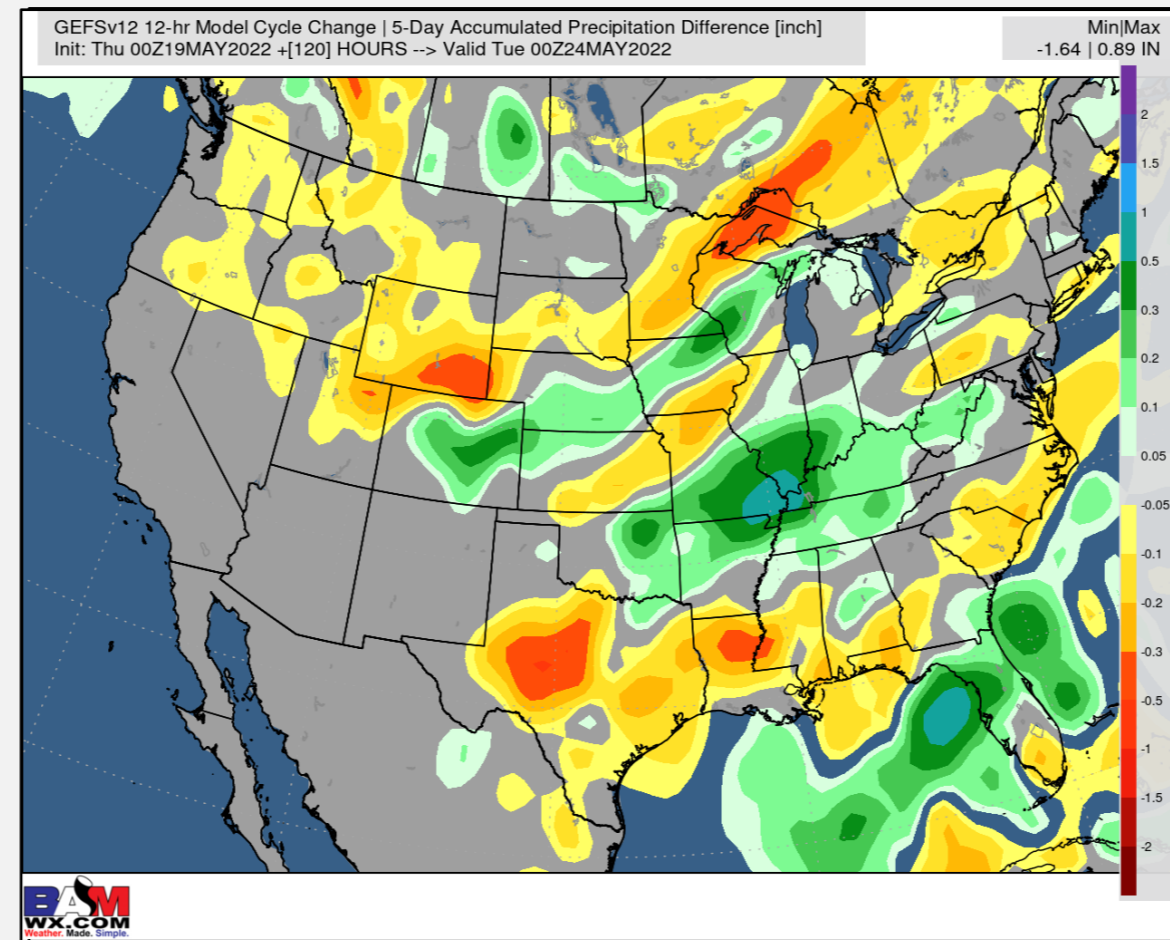 GEFSv12 12-hr Model Cycle Change | 5-Day Accumulated Precipitation Difference [inch]
Init: Thu 00Z19MAY2022 +[120] HOURS --> Valid Tue 00Z24MAY2022
Min|Max
-1.64 | 0.89 IN
2
1.5
1
0.5
0.3
0.2
0.1
0.05
-0.05
-0.1
-0.2
-0.3
-0.5
-1
-1.5
-2
BAM
WX.COM
Weather. Made. Simple.